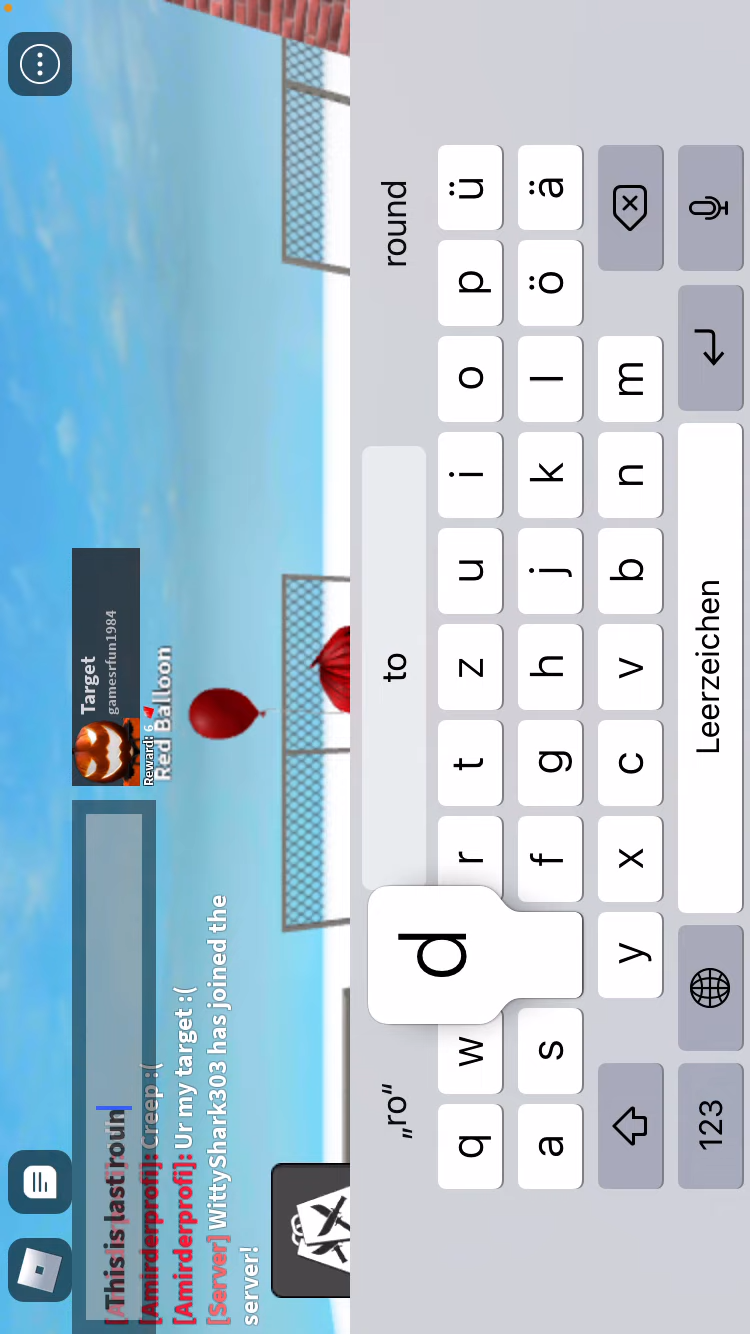 Target
gamesrfun1984
Reward: 6
Red Balloon
This is last roun
[Amirderprofi]: Creep :(
[Amirderprofi]: Ur my target :(
[Server] WittyShark303 has joined the
server!
„ro“ to round
q w r t z u i o p ü
a s d f g h j k l ö ä
y x c v b n m
123 Leerzeichen